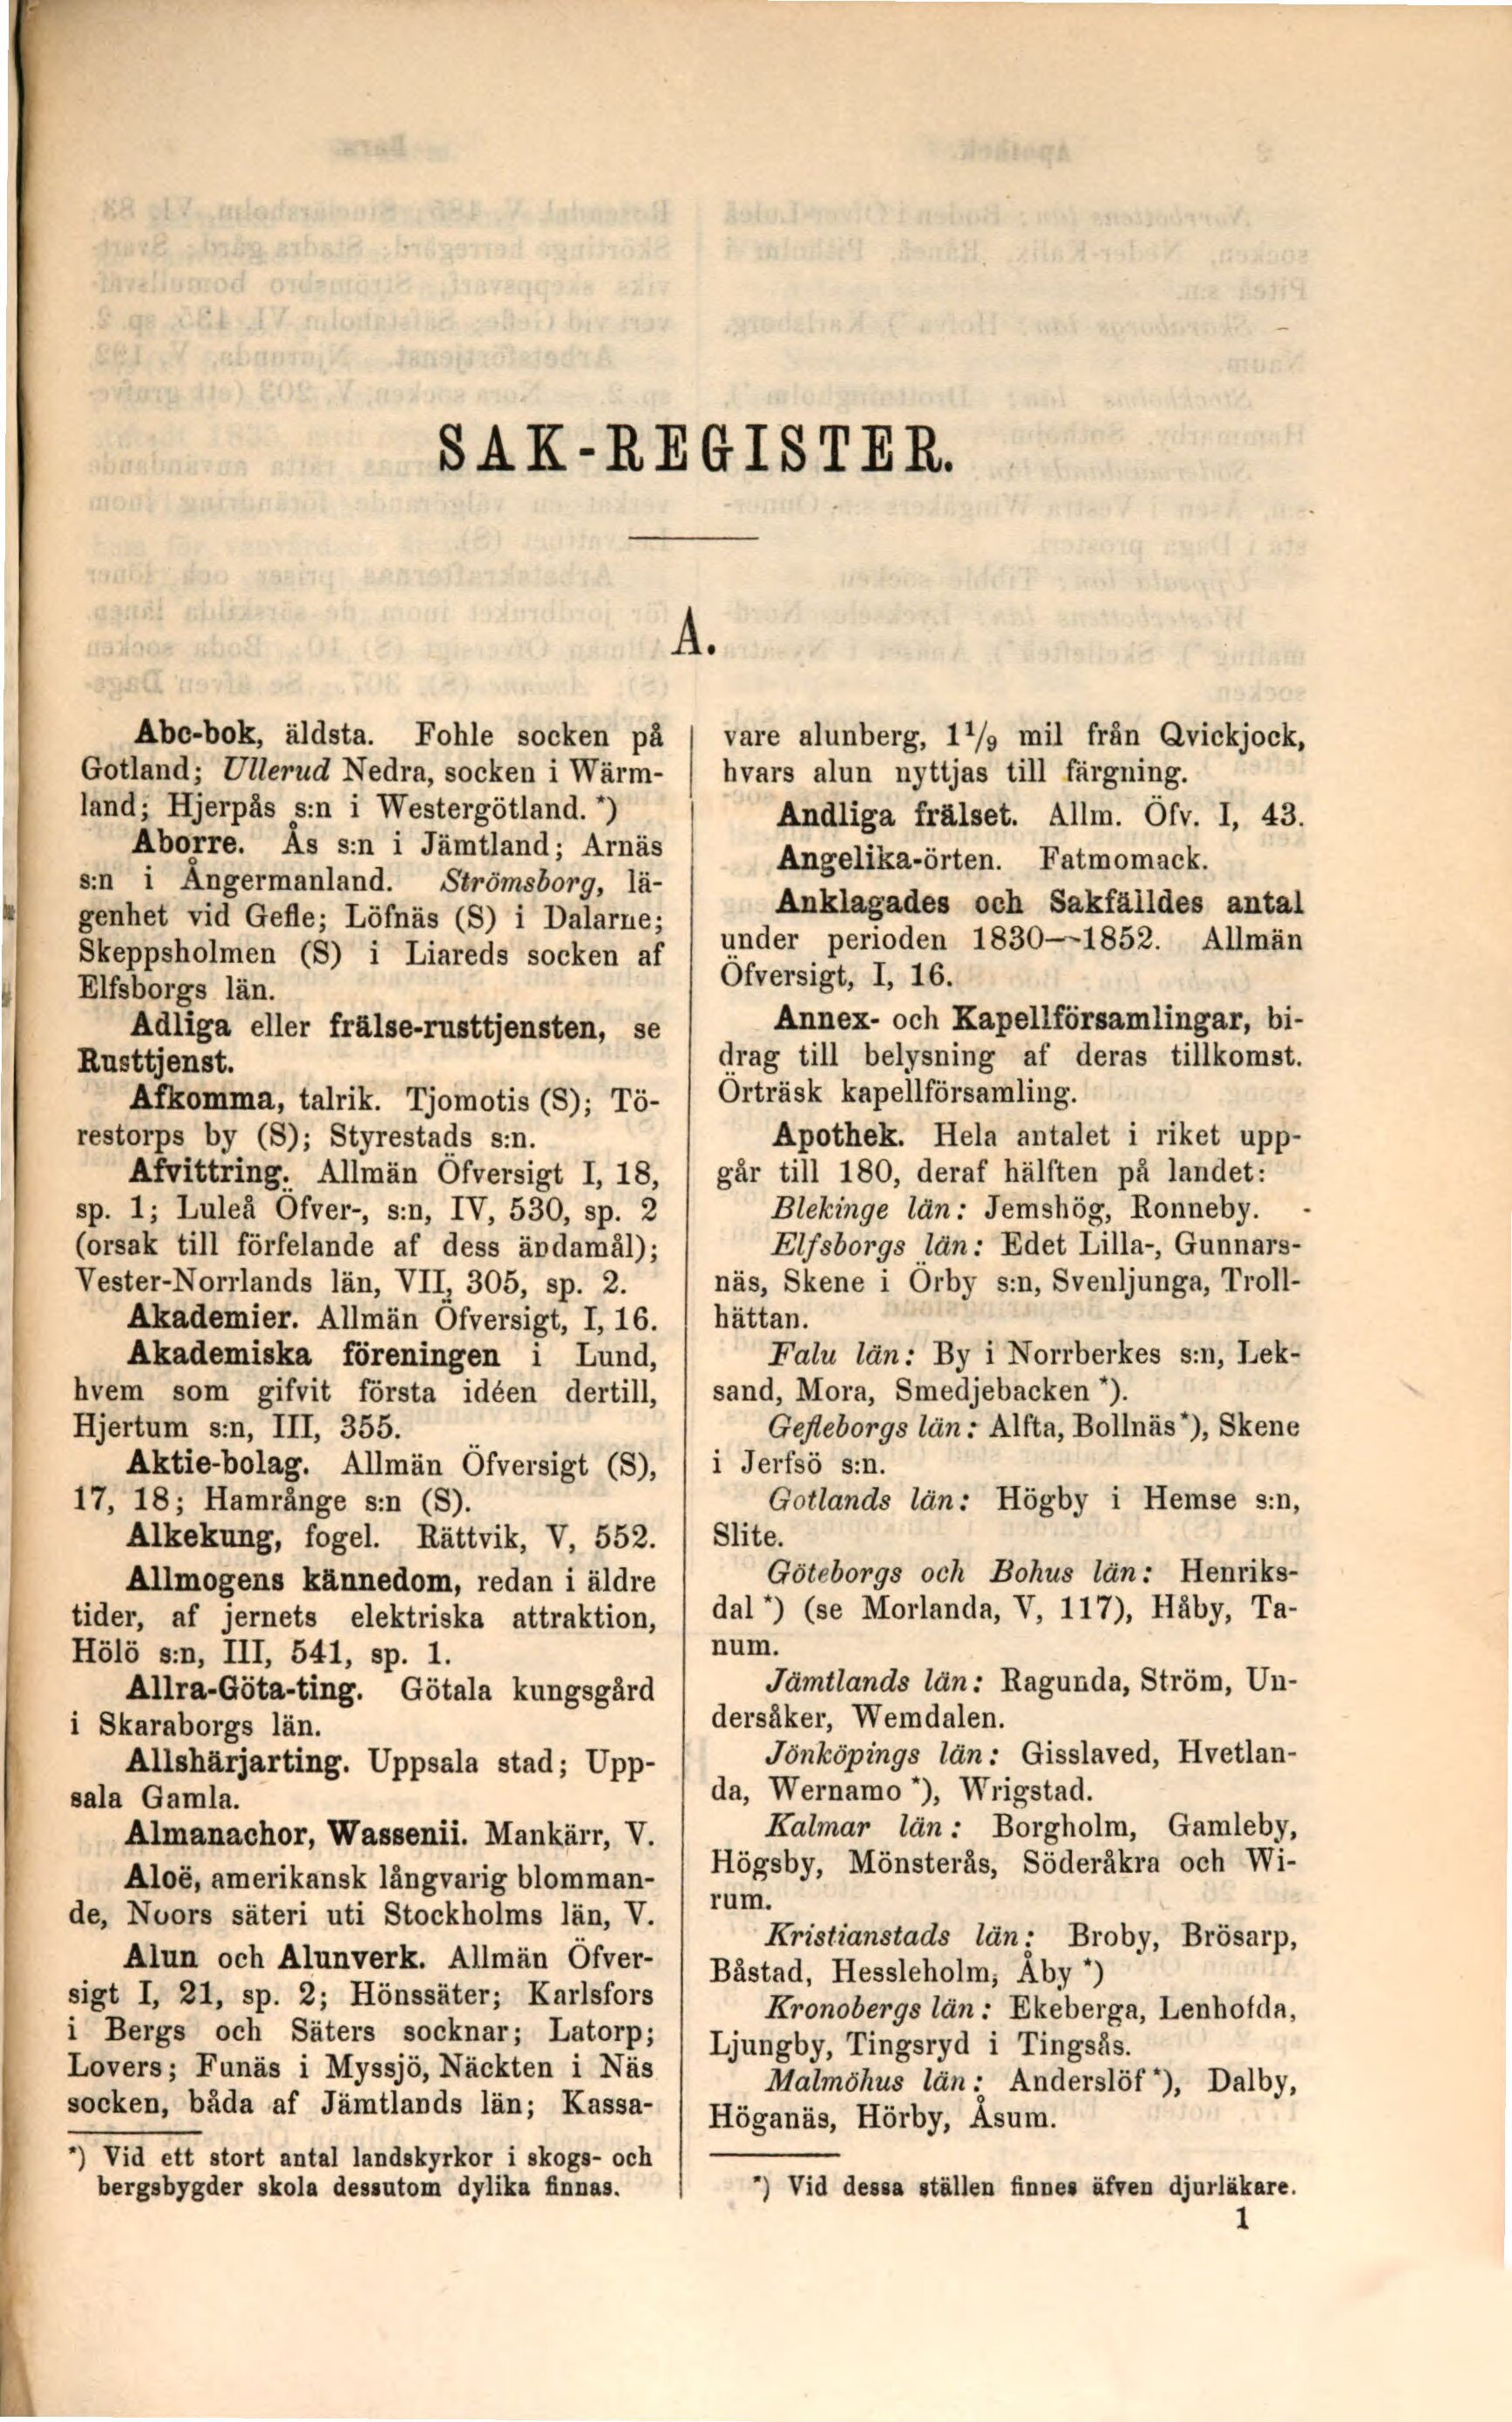 SAK-REGISTER.
A.
Abc-bok, äldsta. Fohle socken på
Gotland; Ullerud Nedra, socken i Wärm-
land; Hjerpås s:n i Westergötland. *)
Aborre. Ås s:n i Jämtland; Arnäs
s:n i Ångermanland. Strömsborg, lä-
genhet vid Gefle; Löfnäs (S) i Dalarne;
Skeppsholmen (S) i Liareds socken af
Elfsborgs län.
Adliga eller frälse-rusttjensten, se
Rusttjenst.
Afkomma, talrik. Tjomotis (S); Tö-
restorps by (S); Styrestads s:n.
Afvittring. Allmän Öfversigt I, 18,
sp. 1; Luleå Öfver-, s:n, IV, 530, sp. 2
(orsak till förfelande af dess ändamål);
Vester-Norrlands län, VII, 305, sp. 2.
Akademier. Allmän Öfversigt, I, 16.
Akademiska föreningen i Lund,
hvem som gifvit första idéen dertill,
Hjertum s:n, III, 355.
Aktie-bolag. Allmän Öfversigt (S),
17, 18; Hamrånge s:n (S).
Alkekung, fogel. Rättvik, V, 552.
Allmogens kännedom, redan i äldre
tider, af jernets elektriska attraktion,
Hölö s:n, III, 541, sp. 1.
Allra-Göta-ting. Götala kungsgård
i Skaraborgs län.
Allshärjarting. Uppsala stad; Upp-
sala Gamla.
Almanachor, Wassenii. Mankärr, V.
Aloë, amerikansk långvarig blomman-
de, Noors säteri uti Stockholms län, V.
Alun och Alunverk. Allmän Öfver-
sigt I, 21, sp. 2; Hönssäter; Karlsfors
i Bergs och Säters socknar; Latorp;
Lovers; Funäs i Myssjö, Näckten i Näs
socken, båda af Jämtlands län; Kassa-
*) Vid ett stort antal landskyrkor i skogs- och
bergsbygder skola dessutom dylika finnas.
vare alunberg, 1 1/9 mil från Qvickjock,
hvars alun nyttjas till färgning.
Andliga frälset. Allm. Öfv. I, 43.
Angelika-örten. Fatmomack.
Anklagades och Sakfälldes antal
under perioden 1830—1852. Allmän
Öfversigt, I, 16.
Annex- och Kapellförsamlingar, bi-
drag till belysning af deras tillkomst.
Örträsk kapellförsamling.
Apothek. Hela antalet i riket upp-
går till 180, deraf hälften på landet:
Blekinge län: Jemshög, Ronneby.
Elfsborgs län: Edet Lilla-, Gunnars-
näs, Skene i Örby s:n, Svenljunga, Troll-
hättan.
Falu län: By i Norrberkes s:n, Lek-
sand, Mora, Smedjebacken *).
Gefleborgs län: Alfta, Bollnäs *), Skene
i Jerfsö s:n.
Gotlands län: Högby i Hemse s:n,
Slite.
Göteborgs och Bohus län: Henriks-
dal *) (se Morlanda, V, 117), Håby, Ta-
num.
Jämtlands län: Ragunda, Ström, Un-
dersåker, Wemdalen.
Jönköpings län: Gisslaved, Hvetlan-
da, Wernamo *), Wrigstad.
Kalmar län: Borgholm, Gamleby,
Högsby, Mönsterås, Söderåkra och Wi-
rum.
Kristianstads län: Broby, Brösarp,
Båstad, Hessleholm, Åby *)
Kronobergs län: Ekeberga, Lenhofda,
Ljungby, Tingsryd i Tingsås.
Malmöhus län: Anderslöf *), Dalby,
Höganäs, Hörby, Åsum.
*) Vid dessa ställen finnes äfven djurläkare.
1